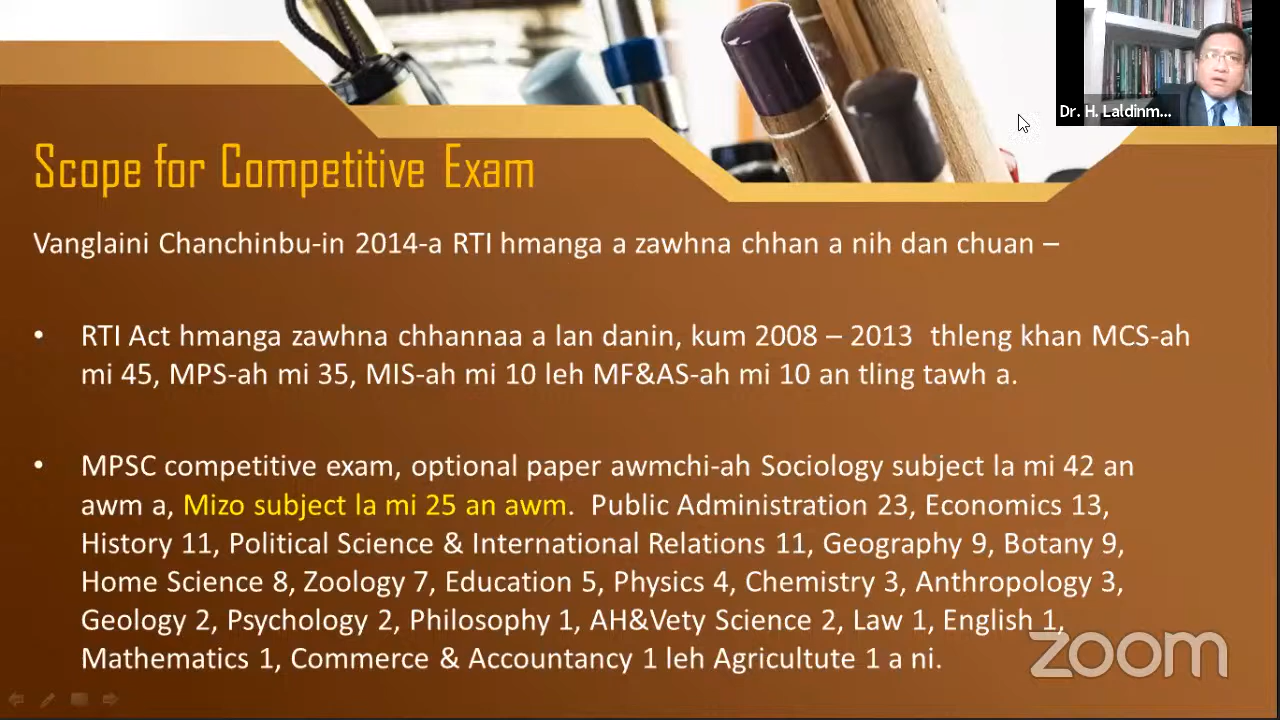 Dr. H. Laldinm...
Scope for Competitive Exam
Vanglaini Chanchinbu-in 2014-a RTI hmanga a zawhna chhan a nih dan chuan –
• RTI Act hmanga zawhna chhannaa a lan danin, kum 2008 – 2013 thleng khan MCS-ah
mi 45, MPS-ah mi 35, MIS-ah mi 10 leh MF&AS-ah mi 10 an tling tawh a.
• MPSC competitive exam, optional paper awmchi-ah Sociology subject la mi 42 an
awm a, Mizo subject la mi 25 an awm. Public Administration 23, Economics 13,
History 11, Political Science & International Relations 11, Geography 9, Botany 9,
Home Science 8, Zoology 7, Education 5, Physics 4, Chemistry 3, Anthropology 3,
Geology 2, Psychology 2, Philosophy 1, AH&Vety Science 2, Law 1, English 1,
Mathematics 1, Commerce & Accountancy 1 leh Agricultute 1 a ni.
zoom